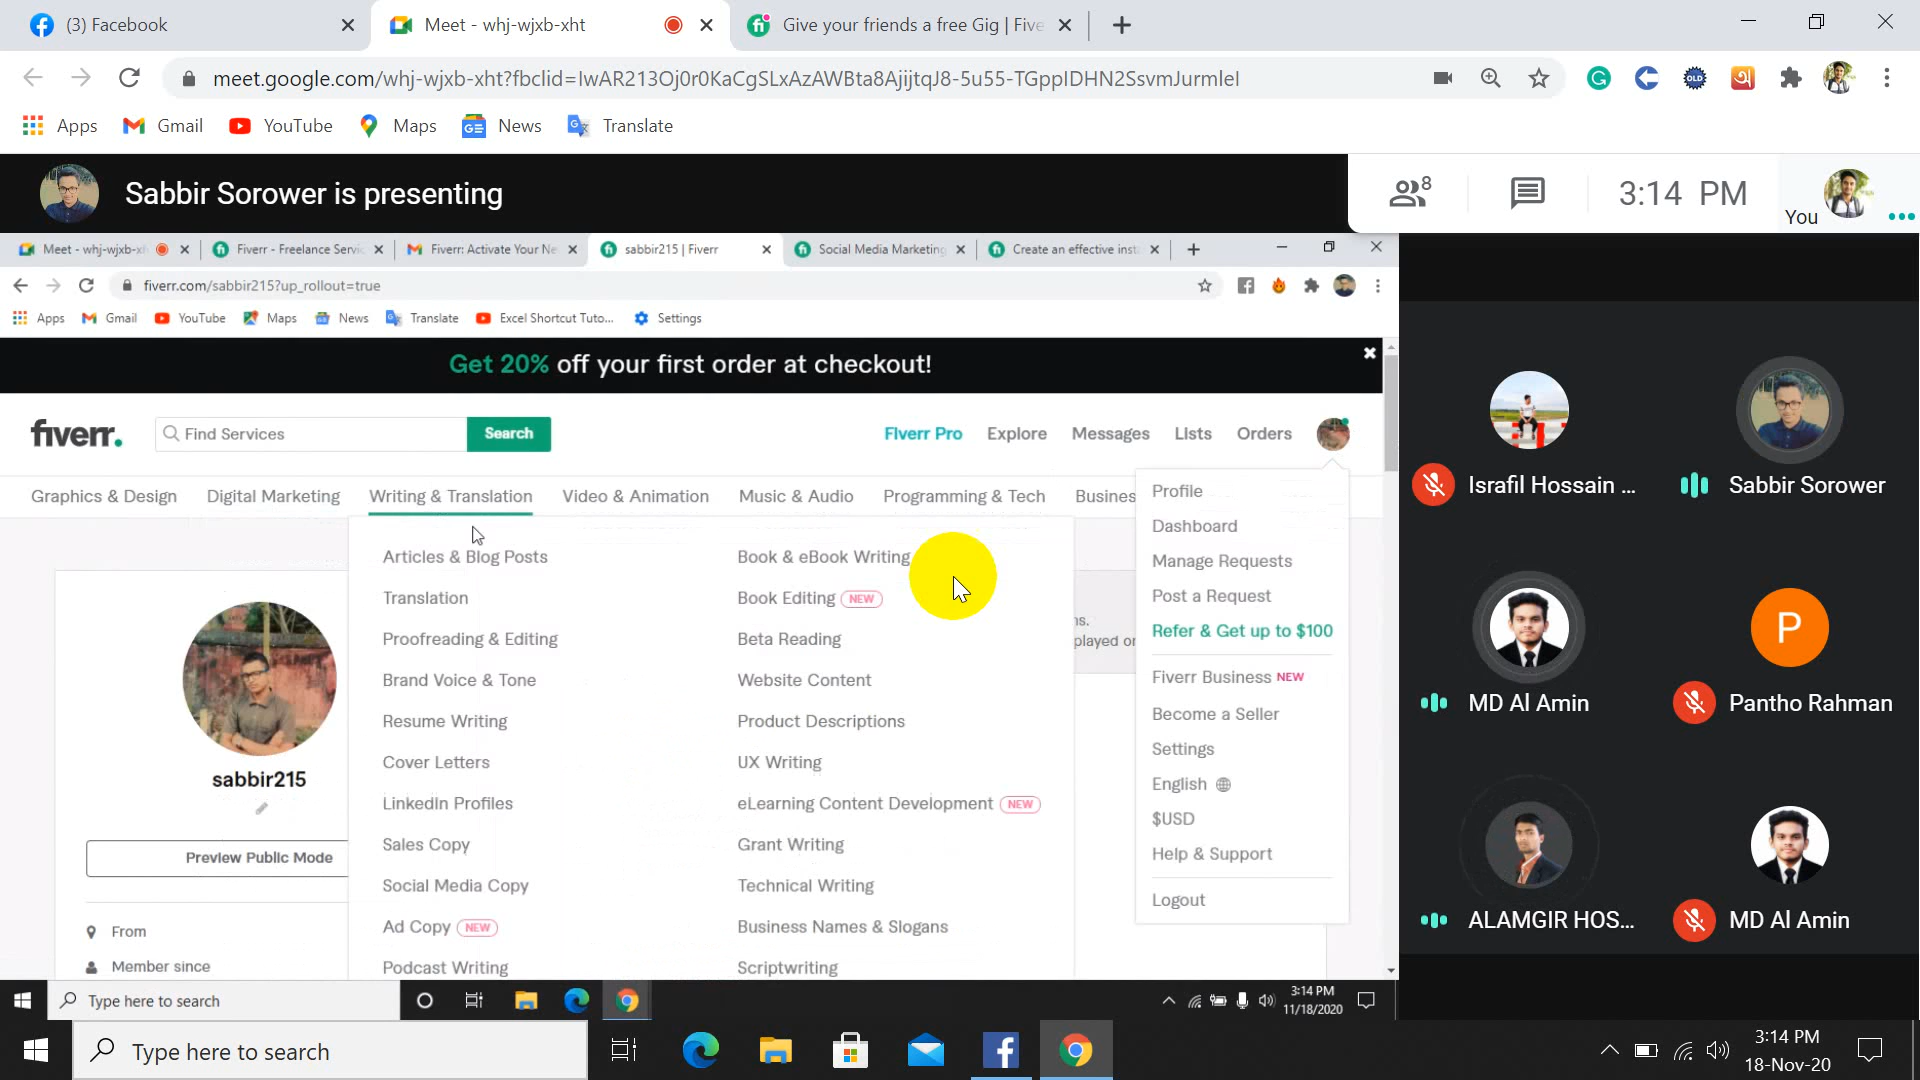 (3) Facebook
Meet - whj-wjxb-xht
Give your friends a free Gig | Five
meet.google.com/whj-wjxb-xht?fbclid=IwAR213Oj0r0KaCgSLxAzAWBta8AjijtqJ8-5u55-TGppIDHN2SsvmJurmleI
Apps
Gmail
YouTube
Maps
News
Translate
Sabbir Sorower is presenting
8
3:14 PM
You
Meet - whj-wjxb-xh
Fiverr - Freelance Servic
Fiverr: Activate Your Ne
sabbir215 | Fiverr
Social Media Marketing
Create an effective insta
fiverr.com/sabbir215?up_rollout=true
Apps
Gmail
YouTube
Maps
News
Translate
Excel Shortcut Tuto...
Settings
Get 20% off your first order at checkout!
fiverr.
Find Services
Search
Fiverr Pro
Explore
Messages
Lists
Orders
Graphics & Design
Digital Marketing
Writing & Translation
Video & Animation
Music & Audio
Programming & Tech
Busines
Articles & Blog Posts
Translation
Proofreading & Editing
Brand Voice & Tone
Resume Writing
Cover Letters
LinkedIn Profiles
Sales Copy
Social Media Copy
Ad Copy NEW
Podcast Writing
Book & eBook Writing
Book Editing NEW
Beta Reading
Website Content
Product Descriptions
UX Writing
eLearning Content Development NEW
Grant Writing
Technical Writing
Business Names & Slogans
Scriptwriting
ns.
played or
Profile
Dashboard
Manage Requests
Post a Request
Refer & Get up to $100
Fiverr Business NEW
Become a Seller
Settings
English
$USD
Help & Support
Logout
sabbir215
Preview Public Mode
From
Member since
Israfil Hossain ...
Sabbir Sorower
MD Al Amin
P
Pantho Rahman
ALAMGIR HOS...
MD Al Amin
Type here to search
3:14 PM
11/18/2020
Type here to search
3:14 PM
18-Nov-20